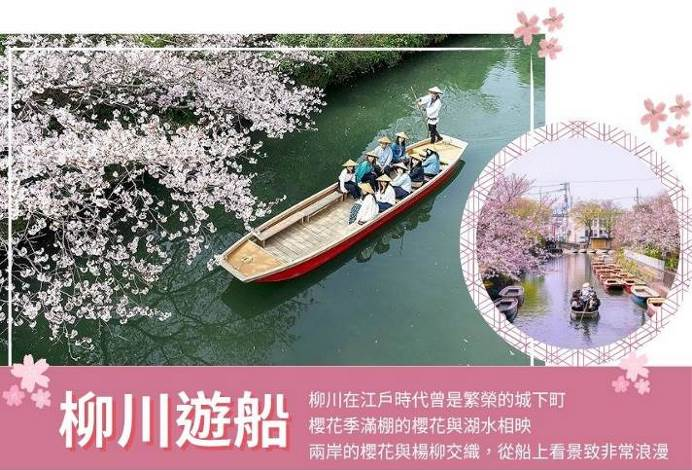 柳川遊船
柳川在江戶時代曾是繁榮的城下町
櫻花季滿棚的櫻花與湖水相映
兩岸的櫻花與楊柳交織，從船上看景致非常浪漫